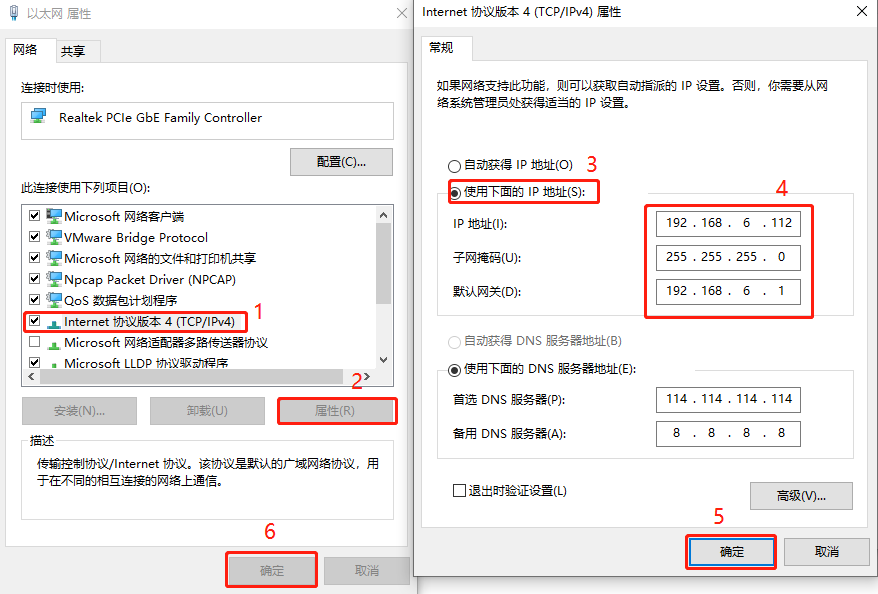 以太网 属性
网络
共享
连接时使用:
Realtek PCIe GbE Family Controller
配置(C)...
此连接使用下列项目(O):
Microsoft 网络客户端
VMware Bridge Protocol
Microsoft 网络的文件和打印机共享
Npcap Packet Driver (NPCAP)
QoS 数据包计划程序
Internet 协议版本 4 (TCP/IPv4)
1
Microsoft 网络适配器多路传送器协议
Microsoft LLDP 协议驱动程序
2
安装(N)...
卸载(U)
属性(R)
描述
传输控制协议/Internet 协议。该协议是默认的广域网络协议，用
于在不同的相互连接的网络上通信。
6
确定
取消
Internet 协议版本 4 (TCP/IPv4) 属性
常规
如果网络支持此功能，则可以获取自动指派的 IP 设置。否则，你需要从网
络系统管理员处获得适当的 IP 设置。
自动获得 IP 地址(O)
3
使用下面的 IP 地址(S):
4
IP 地址(I):
192 . 168 . 6 . 112
子网掩码(U):
255 . 255 . 255 . 0
默认网关(D):
192 . 168 . 6 . 1
自动获得 DNS 服务器地址(B)
使用下面的 DNS 服务器地址(E):
首选 DNS 服务器(P):
114 . 114 . 114 . 114
备用 DNS 服务器(A):
8 . 8 . 8 . 8
退出时验证设置(L)
高级(V)...
5
确定
取消